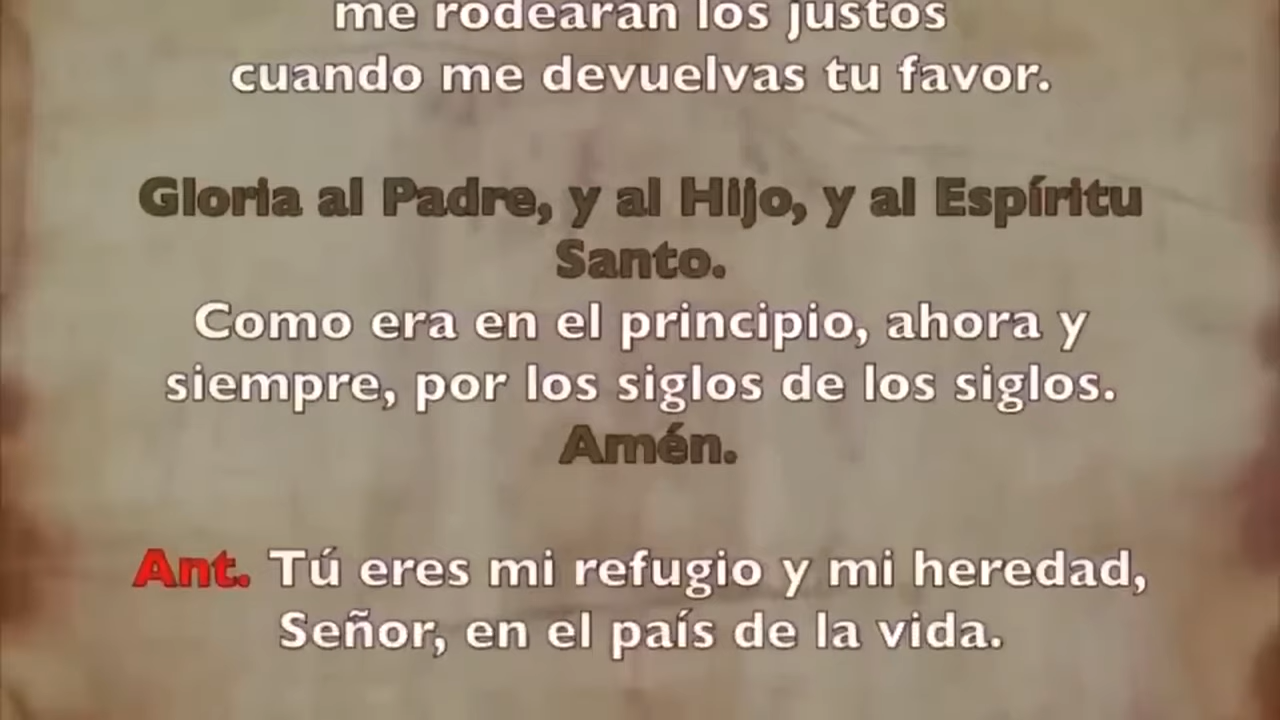 me rodearán los justos
cuando me devuelvas tu favor.
Gloria al Padre, y al Hijo, y al Espíritu
Santo.
Como era en el principio, ahora y
siempre, por los siglos de los siglos.
Amén.
Ant. Tú eres mi refugio y mi heredad,
Señor, en el país de la vida.